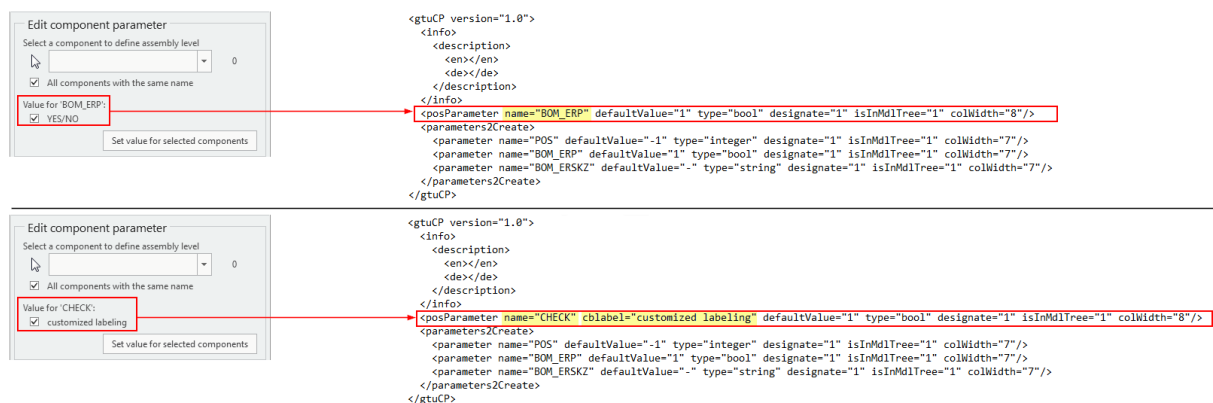 Edit component parameter
Select a component to define assembly level
0
All components with the same name
Value for 'BOM_ERP':
YES/NO
Set value for selected components
<gtuCP version="1.0">
<info>
<description>
<en></en>
<de></de>
</description>
</info>
<posParameter name="BOM_ERP" defaultValue="1" type="bool" designate="1" isInMdlTree="1" colWidth="8"/>
<parameters2Create>
<parameter name="POS" defaultValue="-1" type="integer" designate="1" isInMdlTree="1" colWidth="7"/>
<parameter name="BOM_ERP" defaultValue="1" type="bool" designate="1" isInMdlTree="1" colWidth="7"/>
<parameter name="BOM_ERSKZ" defaultValue="-" type="string" designate="1" isInMdlTree="1" colWidth="7"/>
</parameters2Create>
</gtuCP>
Edit component parameter
Select a component to define assembly level
0
All components with the same name
Value for 'CHECK':
customized labeling
Set value for selected components
<gtuCP version="1.0">
<info>
<description>
<en></en>
<de></de>
</description>
</info>
<posParameter name="CHECK" cblabel="customized labeling" defaultValue="1" type="bool" designate="1" isInMdlTree="1" colWidth="8"/>
<parameters2Create>
<parameter name="POS" defaultValue="-1" type="integer" designate="1" isInMdlTree="1" colWidth="7"/>
<parameter name="BOM_ERP" defaultValue="1" type="bool" designate="1" isInMdlTree="1" colWidth="7"/>
<parameter name="BOM_ERSKZ" defaultValue="-" type="string" designate="1" isInMdlTree="1" colWidth="7"/>
</parameters2Create>
</gtuCP>